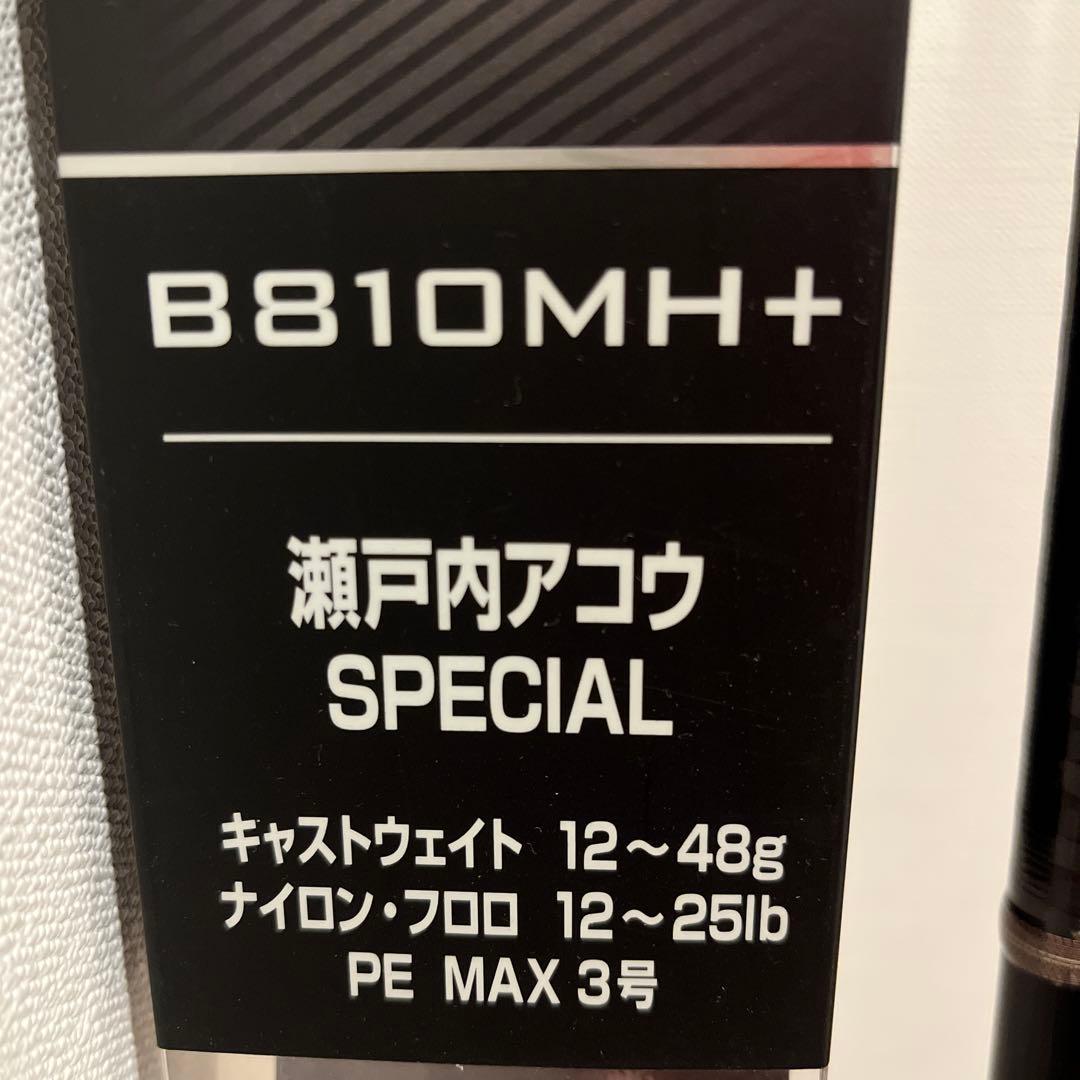 B810MH+
瀬戸内アコウ
SPECIAL
キャストウェイト 12～48g
ナイロン・フロロ 12～25lb
PE MAX 3号